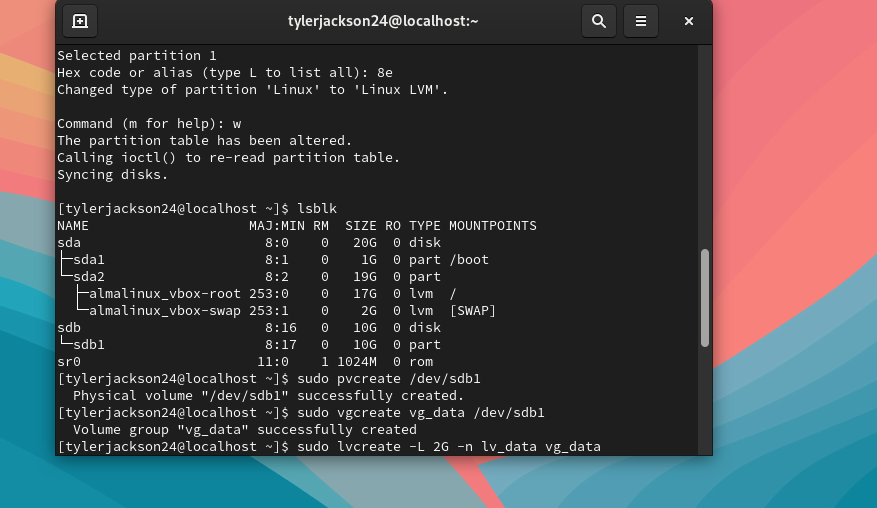 tylerjackson24@localhost:~
Selected partition 1
Hex code or alias (type L to list all): 8e
Changed type of partition 'Linux' to 'Linux LVM'.
Command (m for help): w
The partition table has been altered.
Calling ioctl() to re-read partition table.
Syncing disks.
[tylerjackson24@localhost ~]$ lsblk
NAME                    MAJ:MIN RM  SIZE RO TYPE MOUNTPOINTS
sda                       8:0    0   20G  0 disk
├─sda1                    8:1    0    1G  0 part /boot
└─sda2                    8:2    0   19G  0 part
  ├─almalinux_vbox-root 253:0    0   17G  0 lvm  /
  └─almalinux_vbox-swap 253:1    0    2G  0 lvm  [SWAP]
sdb                       8:16   0   10G  0 disk
└─sdb1                    8:17   0   10G  0 part
sr0                      11:0    1 1024M  0 rom
[tylerjackson24@localhost ~]$ sudo pvcreate /dev/sdb1
  Physical volume "/dev/sdb1" successfully created.
[tylerjackson24@localhost ~]$ sudo vgcreate vg_data /dev/sdb1
  Volume group "vg_data" successfully created
[tylerjackson24@localhost ~]$ sudo lvcreate -L 2G -n lv_data vg_data